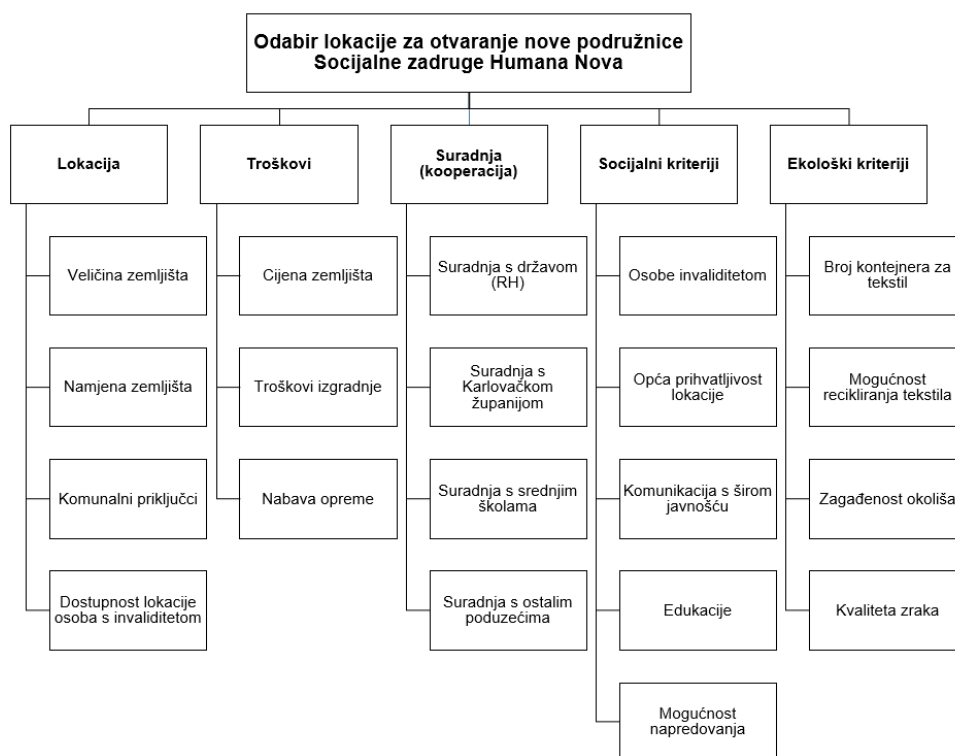 Odabir lokacije za otvaranje nove podružnice
Socijalne zadruge Humana Nova
Lokacija
Troškovi
Suradnja
(kooperacija)
Socijalni kriteriji
Ekološki kriteriji
Veličina zemljišta
Namjena zemljišta
Komunalni priključci
Dostupnost lokacije
osoba s invaliditetom
Cijena zemljišta
Troškovi izgradnje
Nabava opreme
Suradnja s državom
(RH)
Suradnja s
Karlovačkom
županijom
Suradnja s srednjim
školama
Suradnja s ostalim
poduzećima
Osobe invaliditetom
Opća prihvatljivost
lokacije
Komunikacija s širom
javnošću
Edukacije
Mogućnost
napredovanja
Broj kontejnera za
tekstil
Mogućnost
recikliranja tekstila
Zagađenost okoliša
Kvaliteta zraka